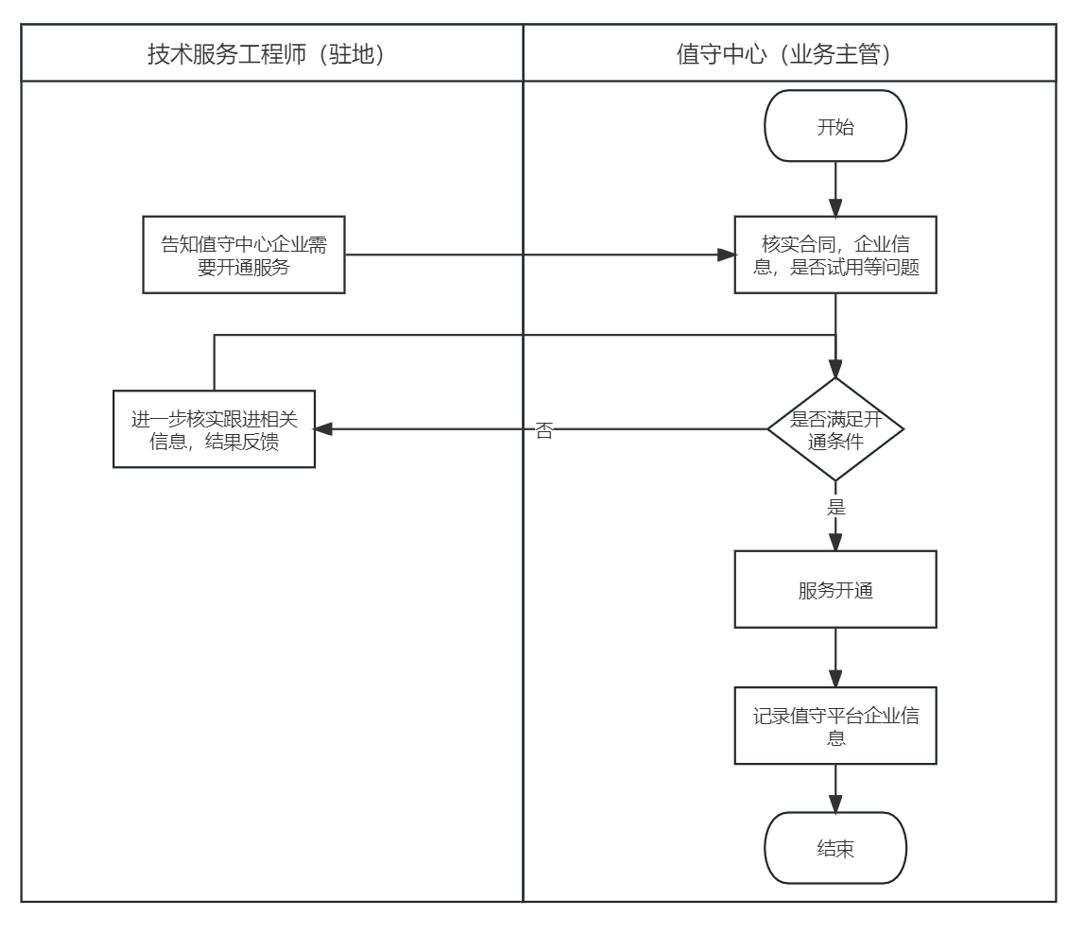 技术服务工程师（驻地）
值守中心（业务主管）
开始
告知值守中心企业需
要开通服务
核实合同，企业信
息，是否试用等问题
进一步核实跟进相关
信息，结果反馈
否
是否满足开
通条件
是
服务开通
记录值守平台企业信
息
结束